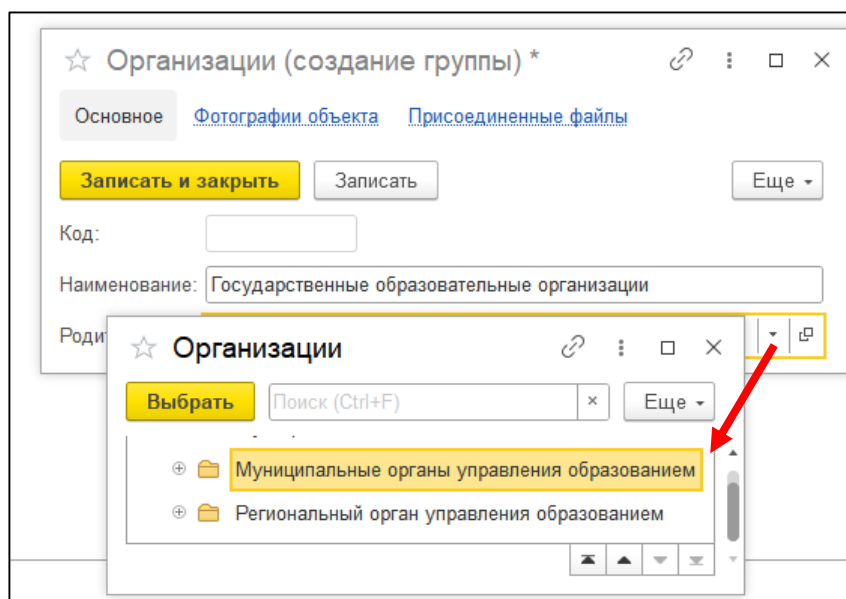 Организации (создание группы) *
Основное Фотографии объекта Присоединенные файлы
Записать и закрыть Записать Еще
Код:
Наименование: Государственные образовательные организации
Роди
Организации
Выбрать Поиск (Ctrl+F) × Еще
Муниципальные органы управления образованием
Региональный орган управления образованием